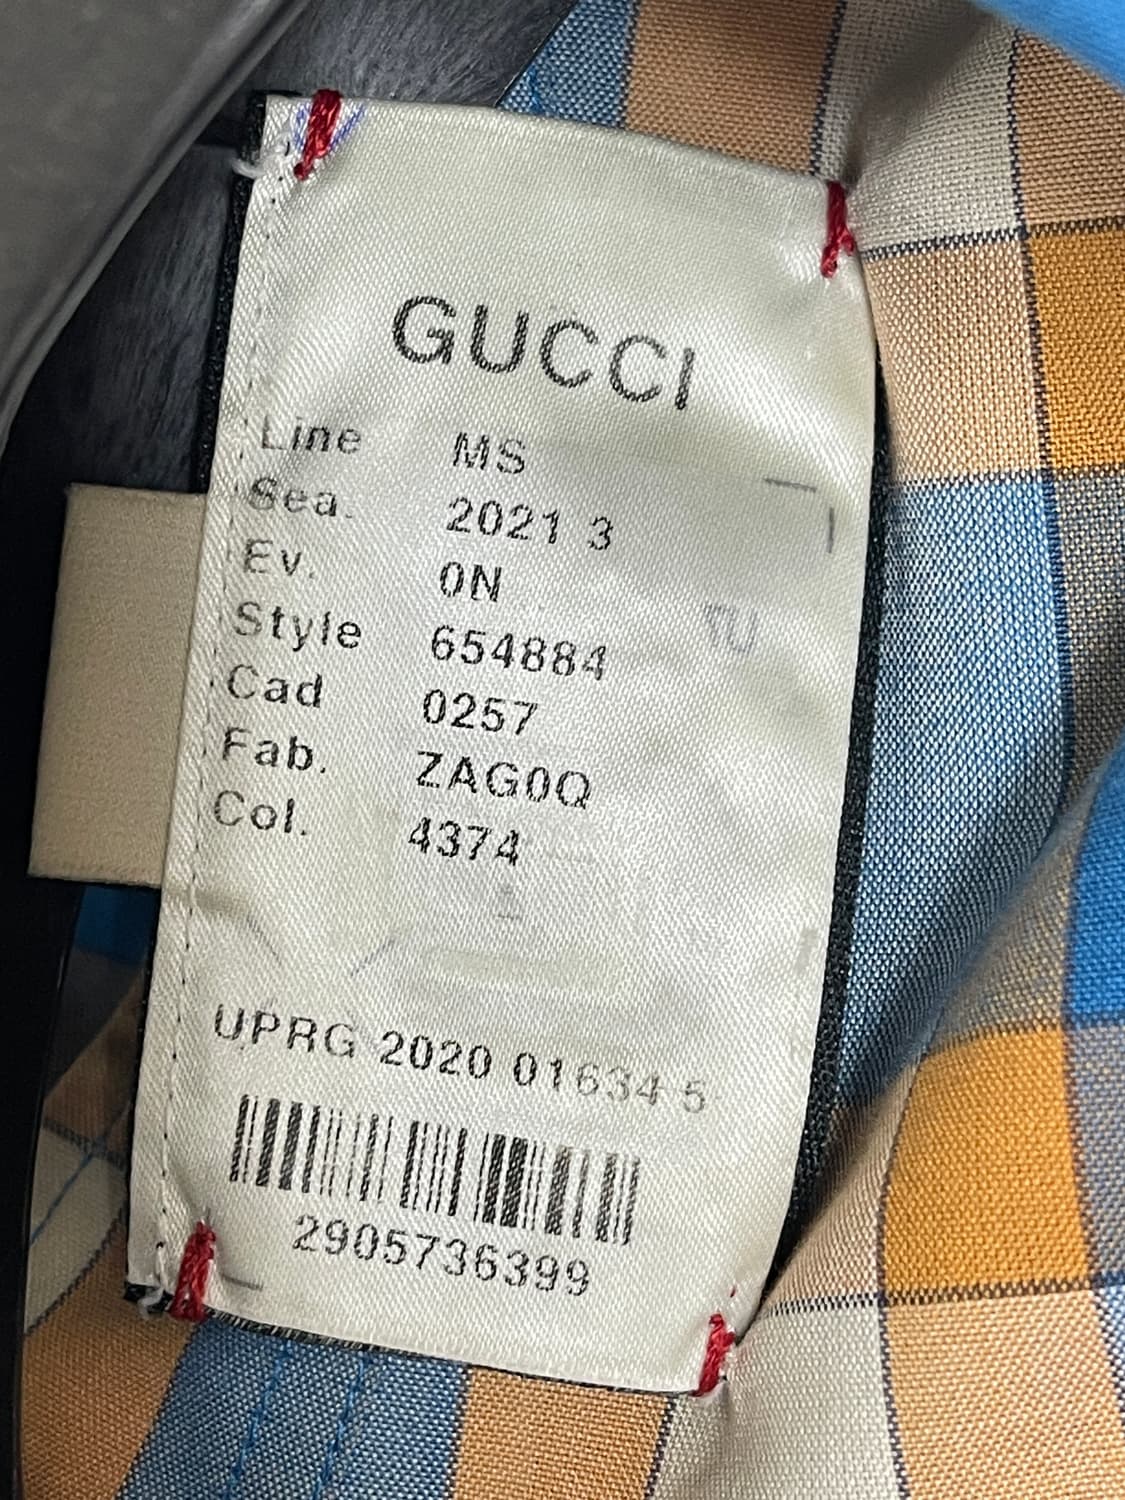 GUCCI
Line MS
Sea. 2021 3
Ev. 0N
Style 654884
Cad 0257
Fab. ZAG0Q
Col. 4374
UPRG 2020 01634 5
2905736399